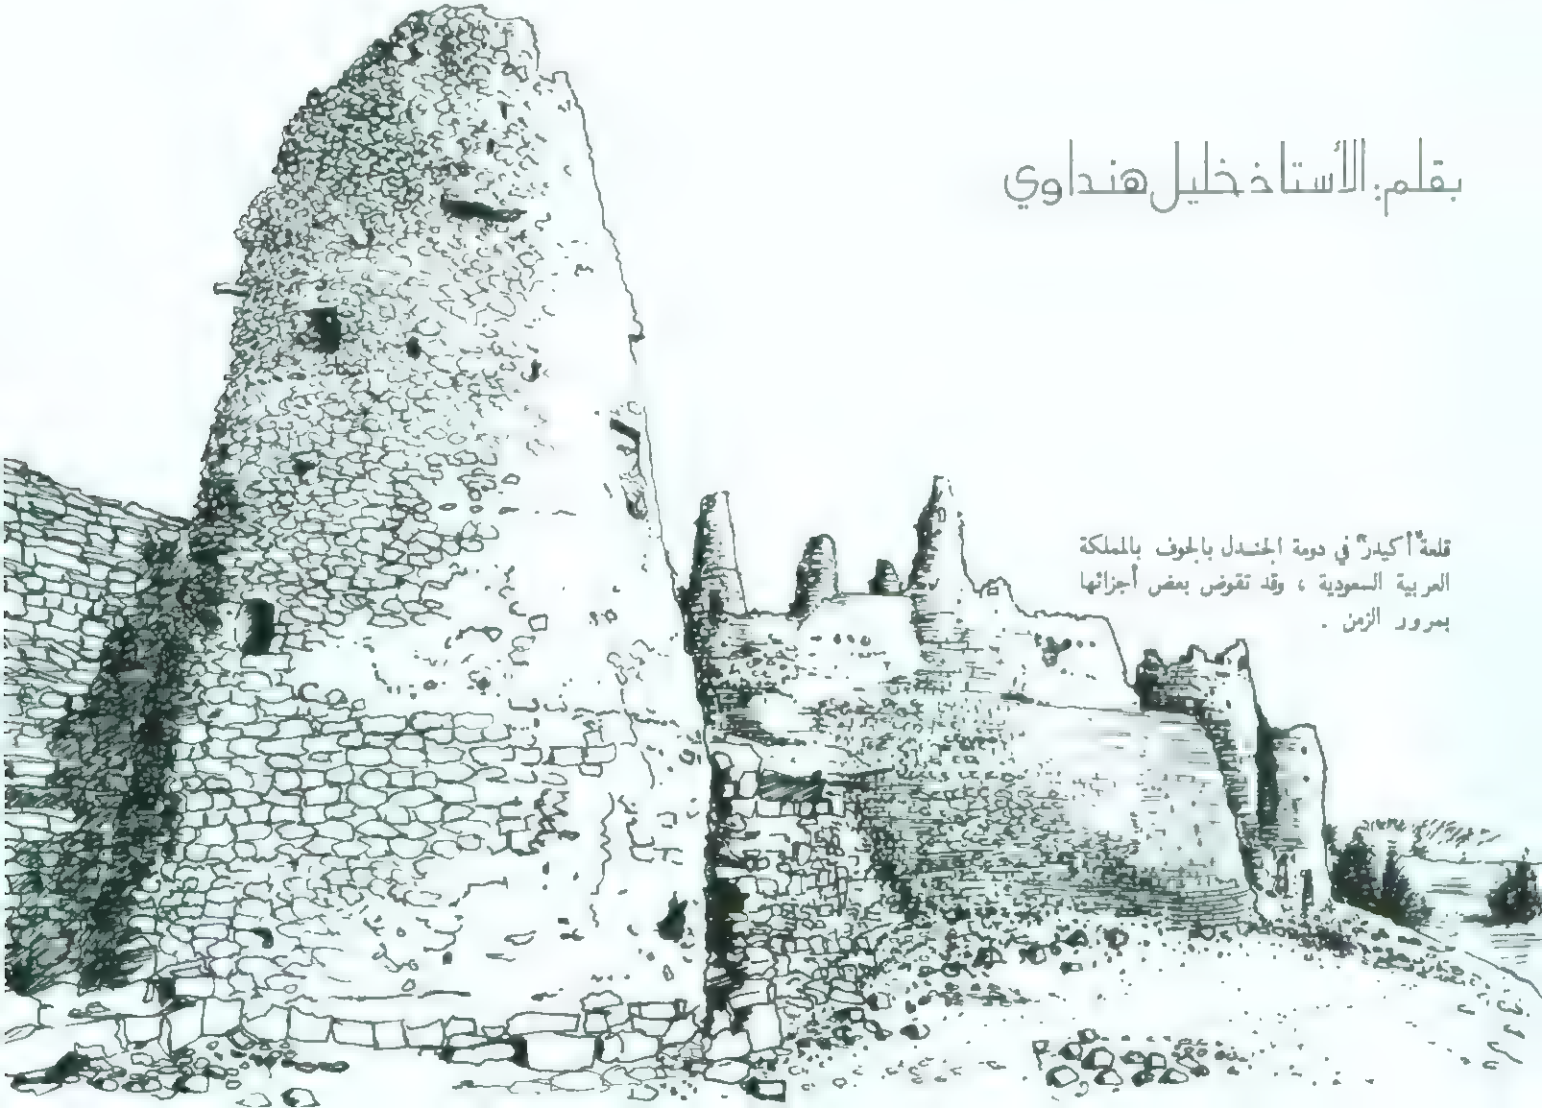 بقلم: الأستاذ خليل هنداوي
قلعة "أكيدر" في دومة الجندل بالجوف بالمملكة
العربية السعودية ، وقد تقوض بعض أجزائها
بمرور الزمن .